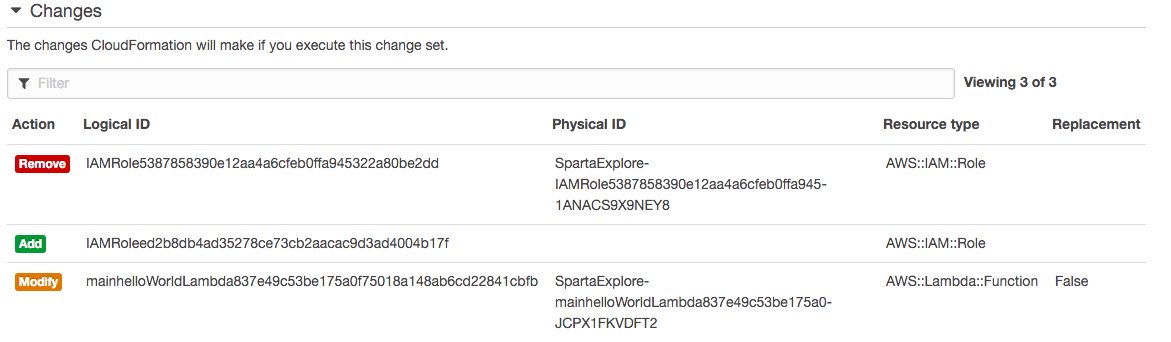 Changes
The changes CloudFormation will make if you execute this change set.
Filter Viewing 3 of 3
Action Logical ID Physical ID Resource type Replacement
Remove IAMRole5387858390e12aa4a6cfeb0ffa945322a80be2dd SpartaExplore- AWS::IAM::Role
IAMRole5387858390e12aa4a6cfeb0ffa945-
1ANACS9X9NEY8
Add IAMRoleed2b8db4ad35278ce73cb2aacac9d3ad4004b17f AWS::IAM::Role
Modify mainhelloWorldLambda837e49c53be175a0f75018a148ab6cd22841cbfb SpartaExplore- AWS::Lambda::Function False
mainhelloWorldLambda837e49c53be175a0-
JCPX1FKVDFT2